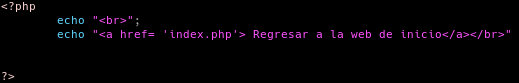 <?php
echo "<br>";
echo "<a href= 'index.php'> Regresar a la web de inicio</a></br>"
?>